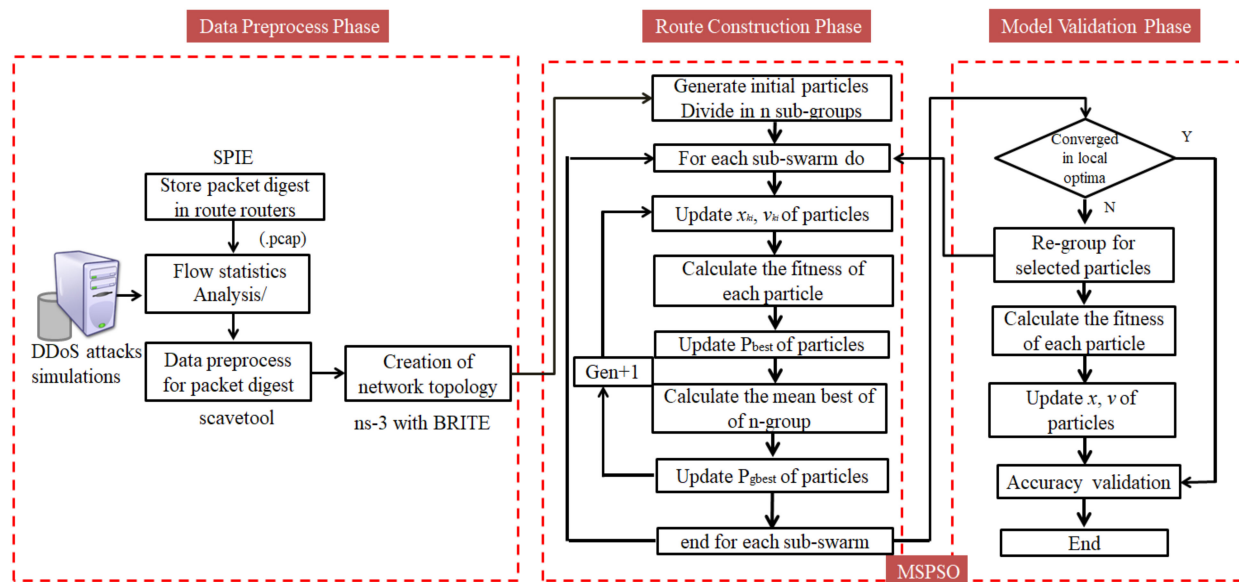 Data Preprocess Phase
SPIE
Store packet digest
in route routers
(.pcap)
Flow statistics
Analysis/
DDoS attacks
simulations
Data preprocess
for packet digest
scavetool
Creation of
network topology
ns-3 with BRITE
Route Construction Phase
Generate initial particles
Divide in n sub-groups
For each sub-swarm do
Update xki, vki of particles
Calculate the fitness of
each particle
Update Pbest of particles
Gen+1
Calculate the mean best of
of n-group
Update Pgbest of particles
end for each sub-swarm
MSPSO
Model Validation Phase
Converged
in local
optima
Y
N
Re-group for
selected particles
Calculate the fitness
of each particle
Update x, v of
particles
Accuracy validation
End